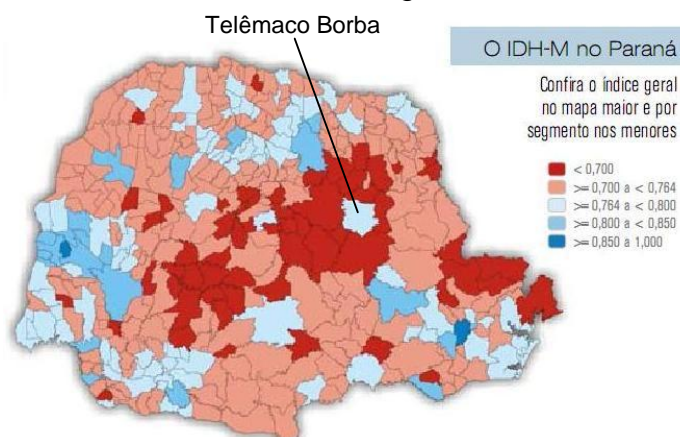 Telêmaco Borba
O IDH-M no Paraná
Confira o índice geral
no mapa maior e por
segmento nos menores
< 0,700
>= 0,700 a < 0,764
>= 0,764 a < 0,800
>= 0,800 a < 0,850
>= 0,850 a 1,000